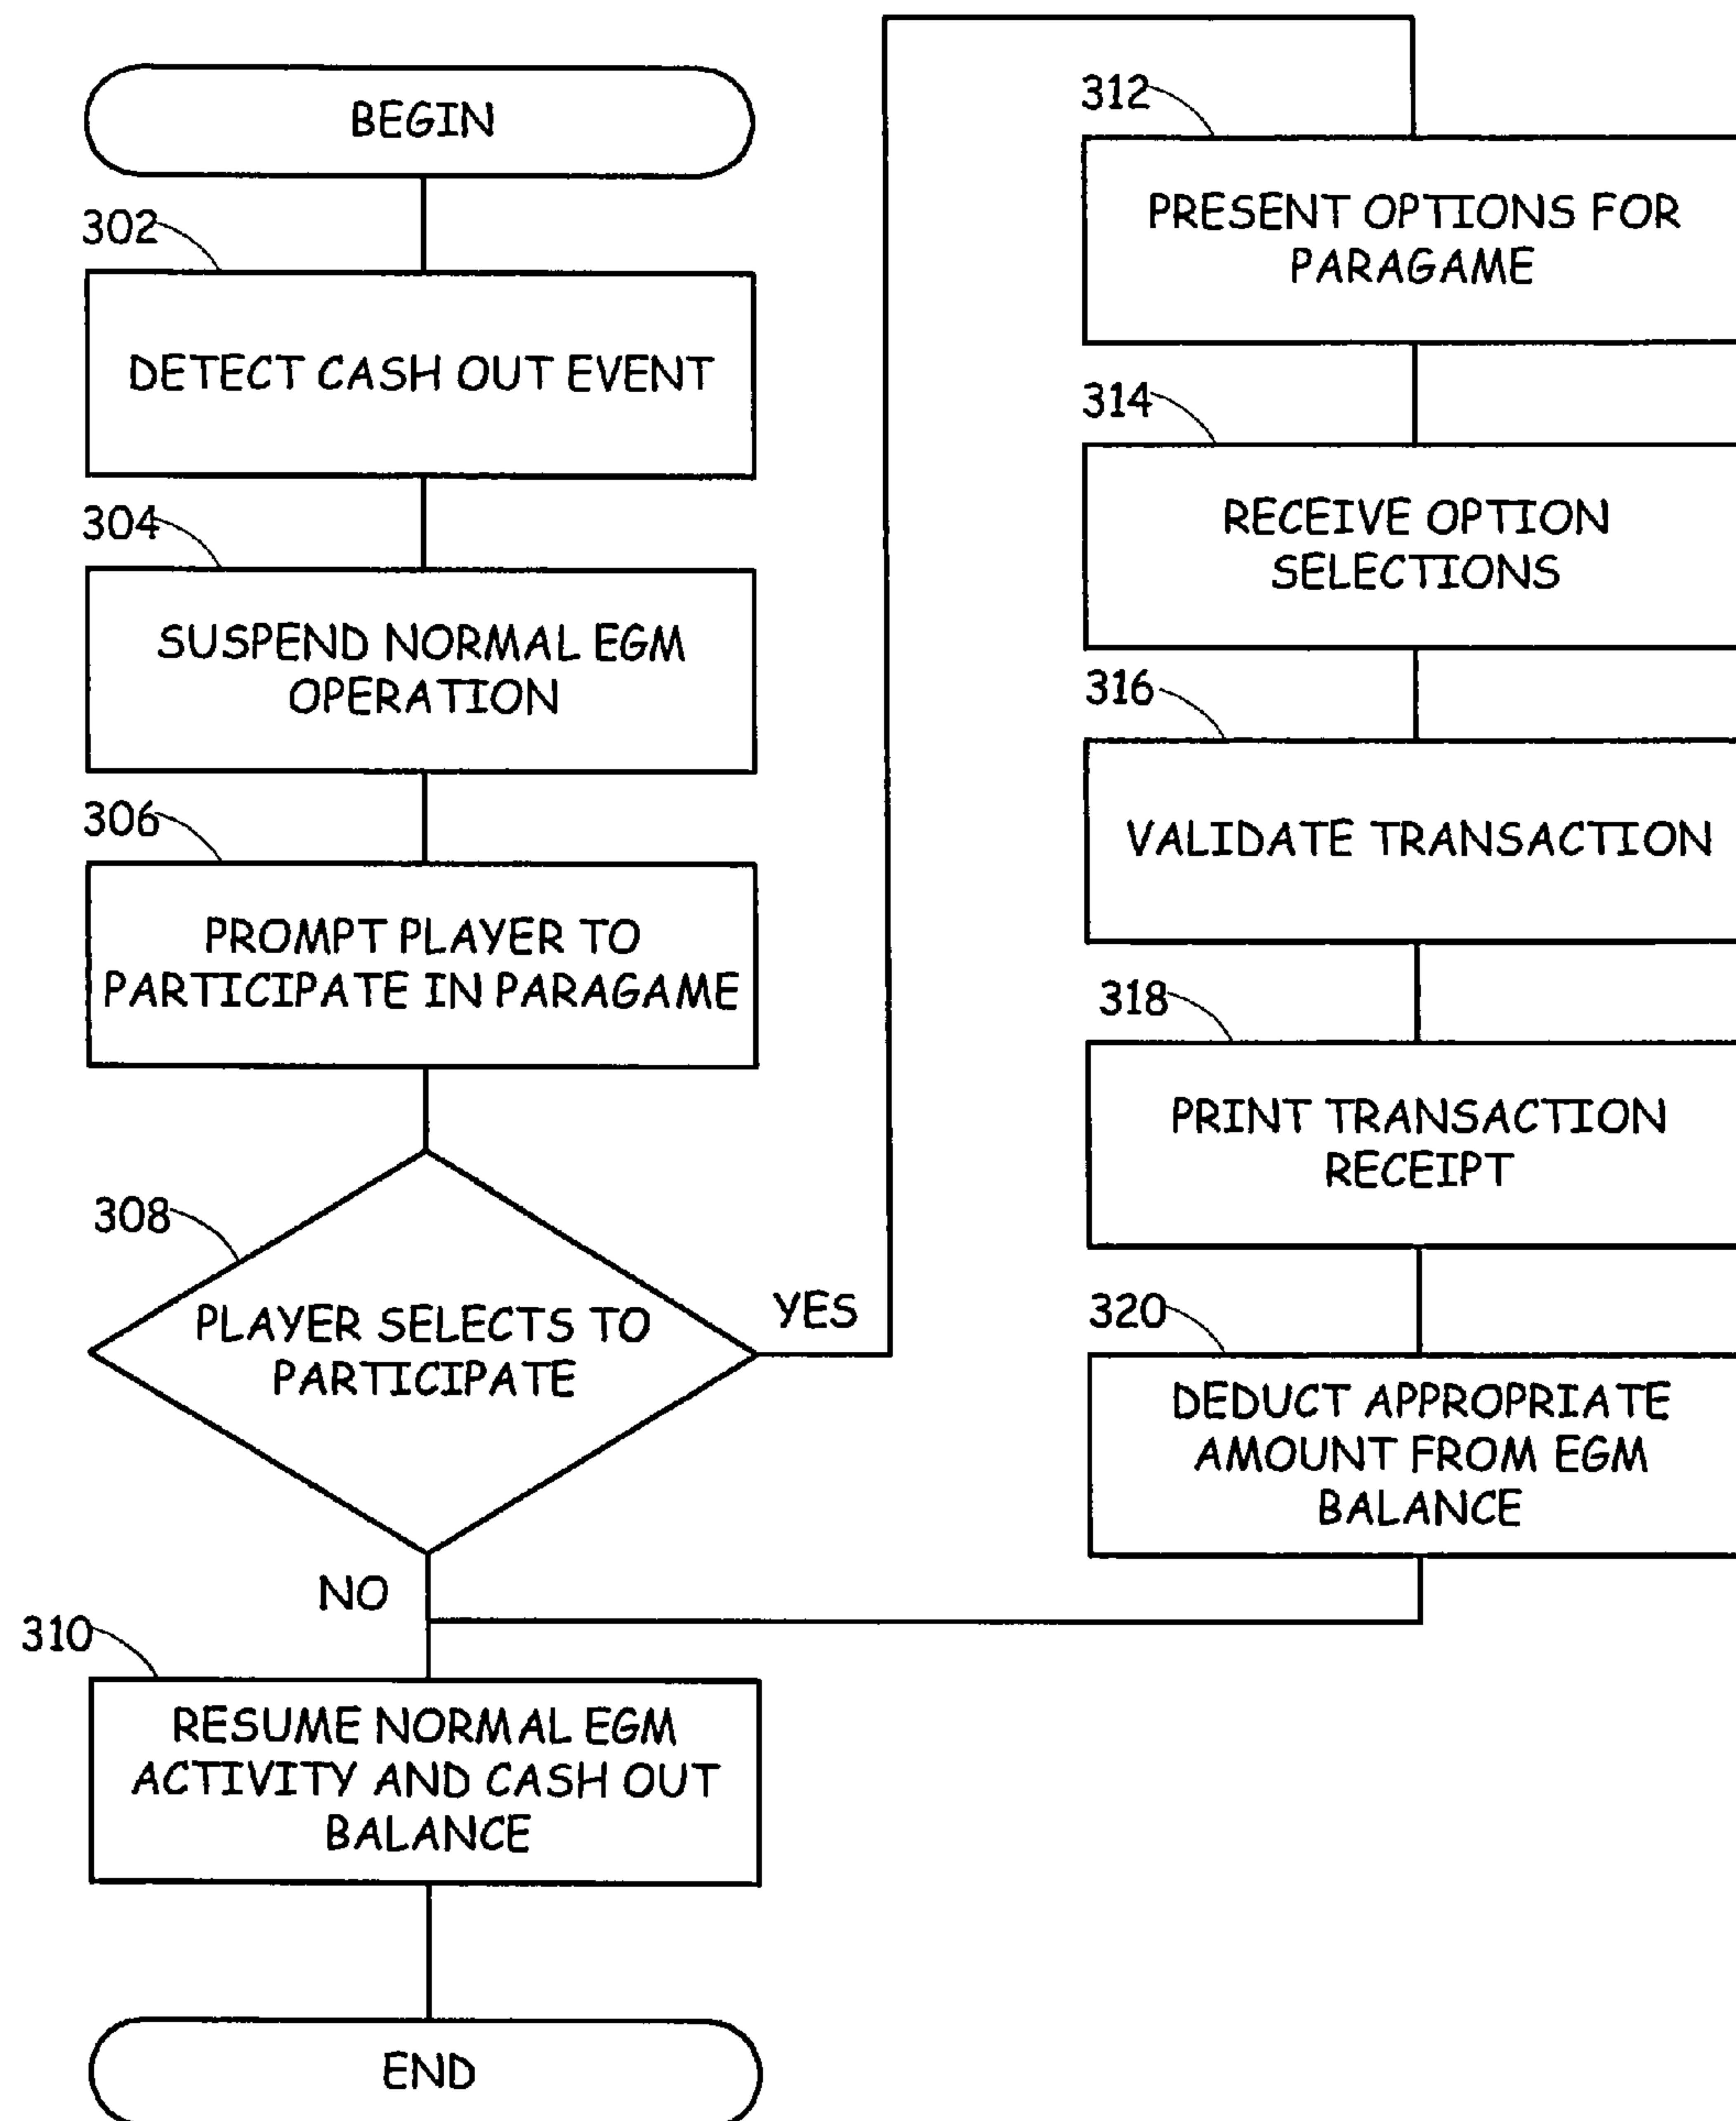 BEGIN
302
DETECT CASH OUT EVENT
304
SUSPEND NORMAL EGM
OPERATION
306
PROMPT PLAYER TO
PARTICIPATE IN PARAGAME
308
PLAYER SELECTS TO
PARTICIPATE
YES
NO
310
RESUME NORMAL EGM
ACTIVITY AND CASH OUT
BALANCE
END
312
PRESENT OPTIONS FOR
PARAGAME
314
RECEIVE OPTION
SELECTIONS
316
VALIDATE TRANSACTION
318
PRINT TRANSACTION
RECEIPT
320
DEDUCT APPROPRIATE
AMOUNT FROM EGM
BALANCE